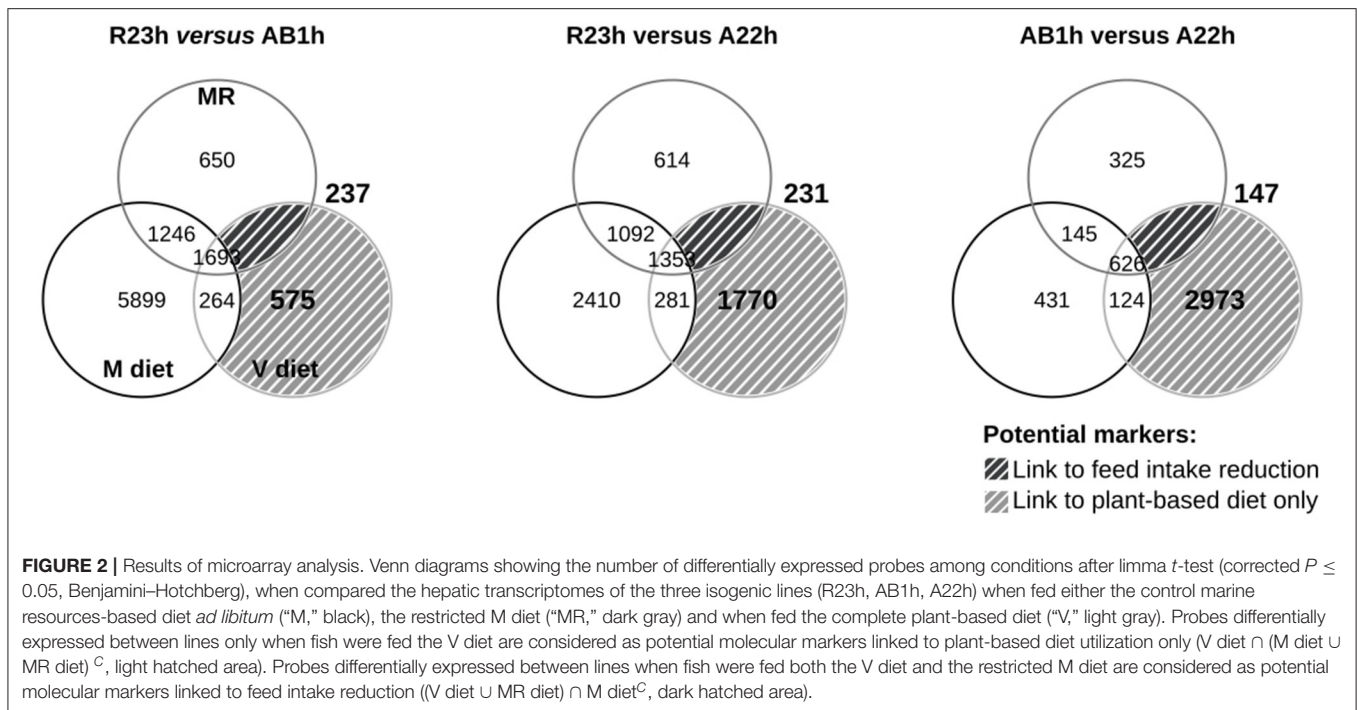 R23h versus AB1h
R23h versus A22h
AB1h versus A22h
MR
650
237
1246
1693
5899
264
575
M diet
V diet
614
231
1092
1353
2410
281
1770
325
147
145
626
431
124
2973
Potential markers:
Link to feed intake reduction
Link to plant-based diet only
FIGURE 2 | Results of microarray analysis. Venn diagrams showing the number of differentially expressed probes among conditions after limma t-test (corrected P ≤
0.05, Benjamini–Hotchberg), when compared the hepatic transcriptomes of the three isogenic lines (R23h, AB1h, A22h) when fed either the control marine
resources-based diet ad libitum (“M,” black), the restricted M diet (“MR,” dark gray) and when fed the complete plant-based diet (“V,” light gray). Probes differentially
expressed between lines only when fish were fed the V diet are considered as potential molecular markers linked to plant-based diet utilization only (V diet ∩ (M diet ∪
MR diet) C, light hatched area). Probes differentially expressed between lines when fish were fed both the V diet and the restricted M diet are considered as potential
molecular markers linked to feed intake reduction ((V diet ∪ MR diet) ∩ M dietC, dark hatched area).